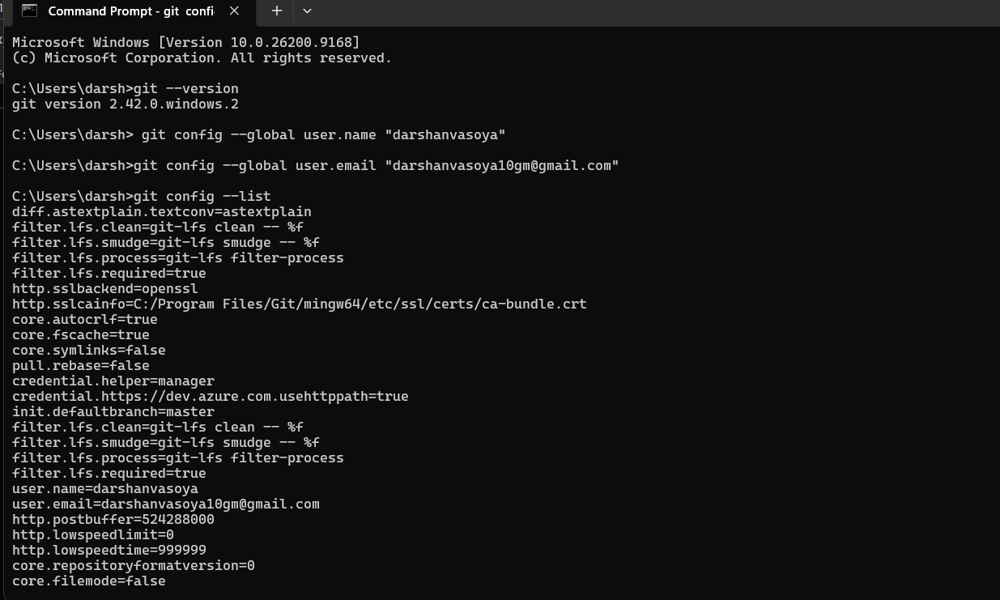 Command Prompt - git confi
Microsoft Windows [Version 10.0.26200.9168]
(c) Microsoft Corporation. All rights reserved.
C:\Users\darsh>git --version
git version 2.42.0.windows.2
C:\Users\darsh> git config --global user.name "darshanvasoya"
C:\Users\darsh>git config --global user.email "darshanvasoya10gm@gmail.com"
C:\Users\darsh>git config --list
diff.astextplain.textconv=astextplain
filter.lfs.clean=git-lfs clean -- %f
filter.lfs.smudge=git-lfs smudge -- %f
filter.lfs.process=git-lfs filter-process
filter.lfs.required=true
http.sslbackend=openssl
http.sslcainfo=C:/Program Files/Git/mingw64/etc/ssl/certs/ca-bundle.crt
core.autocrlf=true
core.fscache=true
core.symlinks=false
pull.rebase=false
credential.helper=manager
credential.https://dev.azure.com.usehttppath=true
init.defaultbranch=master
filter.lfs.clean=git-lfs clean -- %f
filter.lfs.smudge=git-lfs smudge -- %f
filter.lfs.process=git-lfs filter-process
filter.lfs.required=true
user.name=darshanvasoya
user.email=darshanvasoya10gm@gmail.com
http.postbuffer=524288000
http.lowspeedlimit=0
http.lowspeedtime=999999
core.repositoryformatversion=0
core.filemode=false